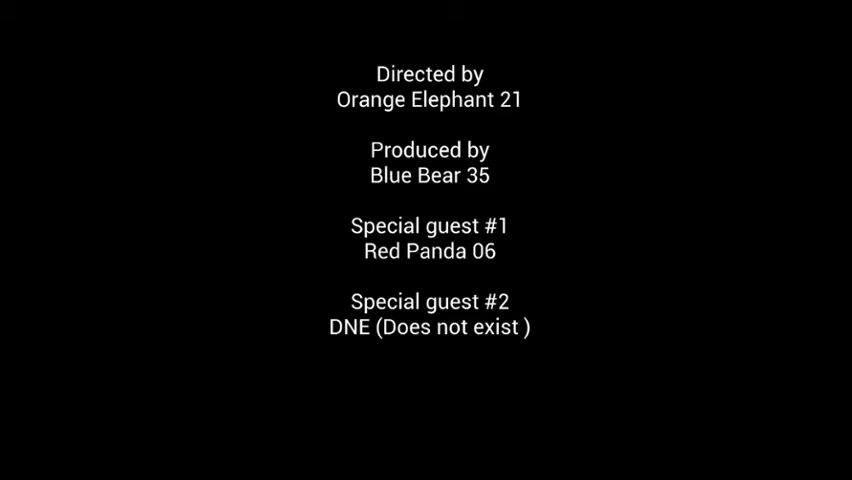 Directed by
Orange Elephant 21
Produced by
Blue Bear 35
Special guest #1
Red Panda 06
Special guest #2
DNE (Does not exist )